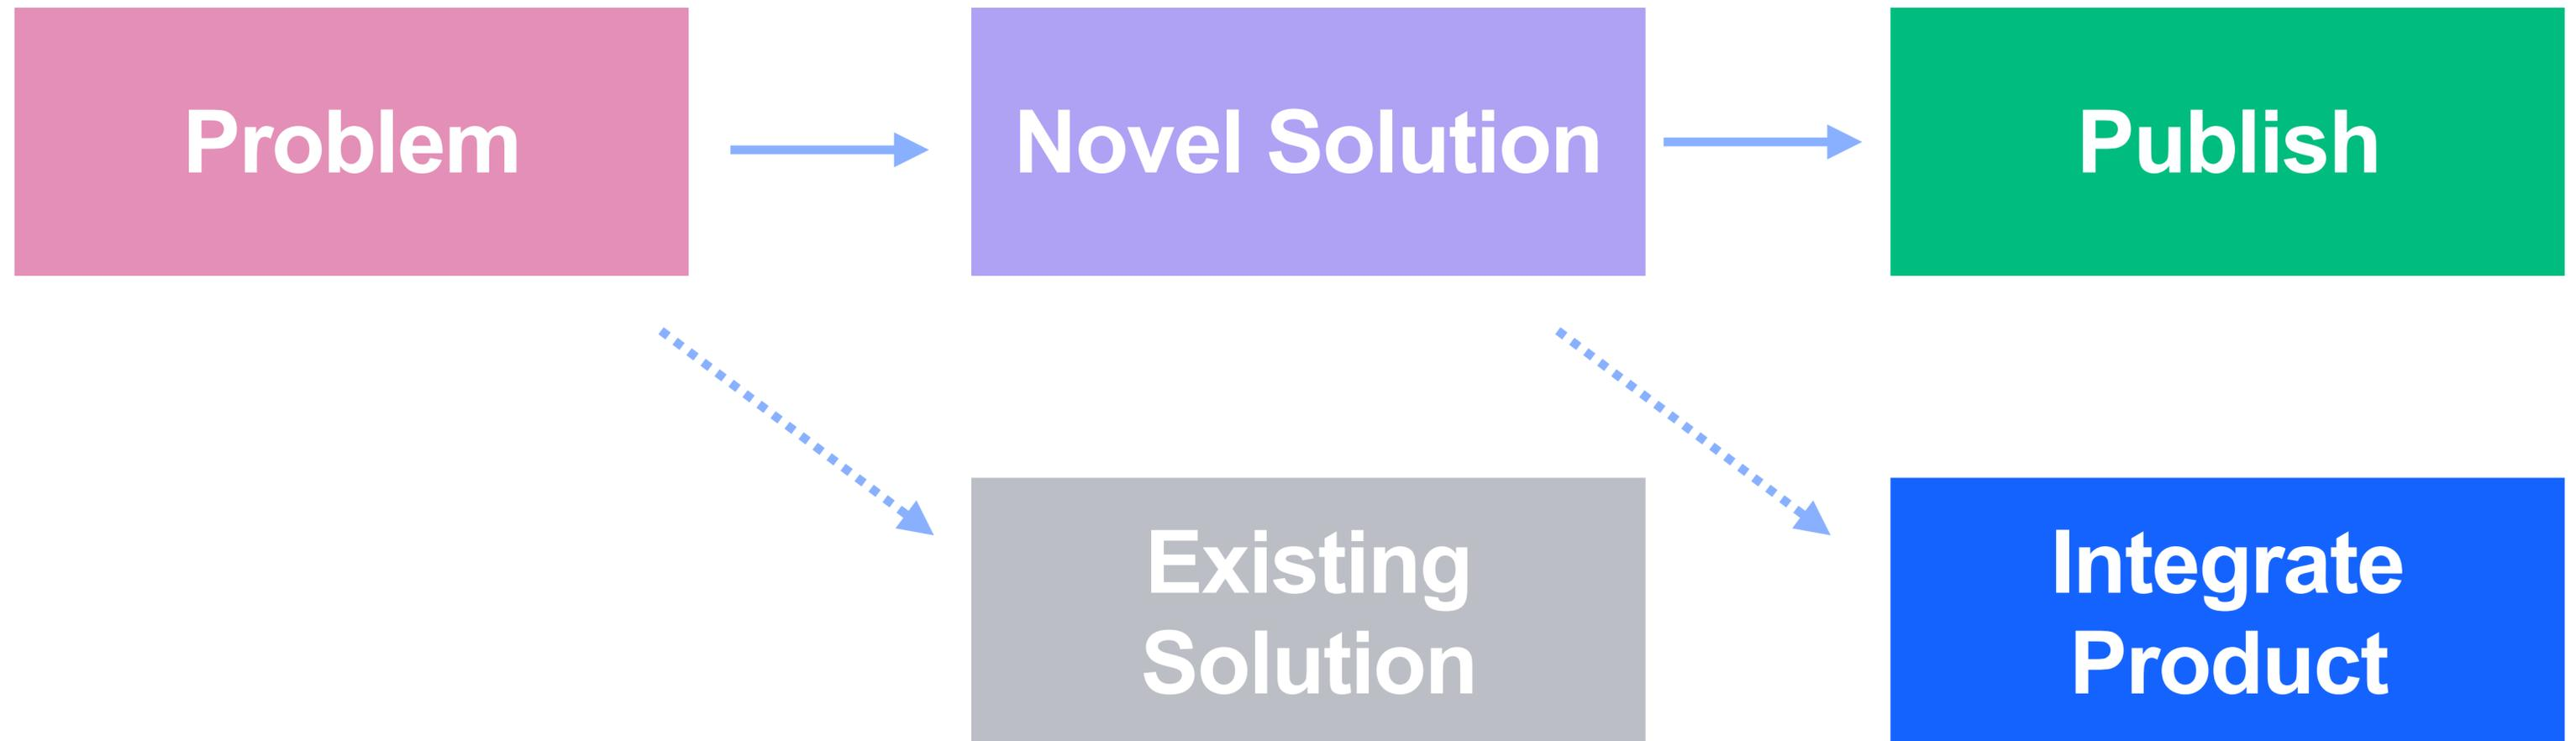 Problem
Novel Solution
Publish
Existing
Solution
Integrate
Product